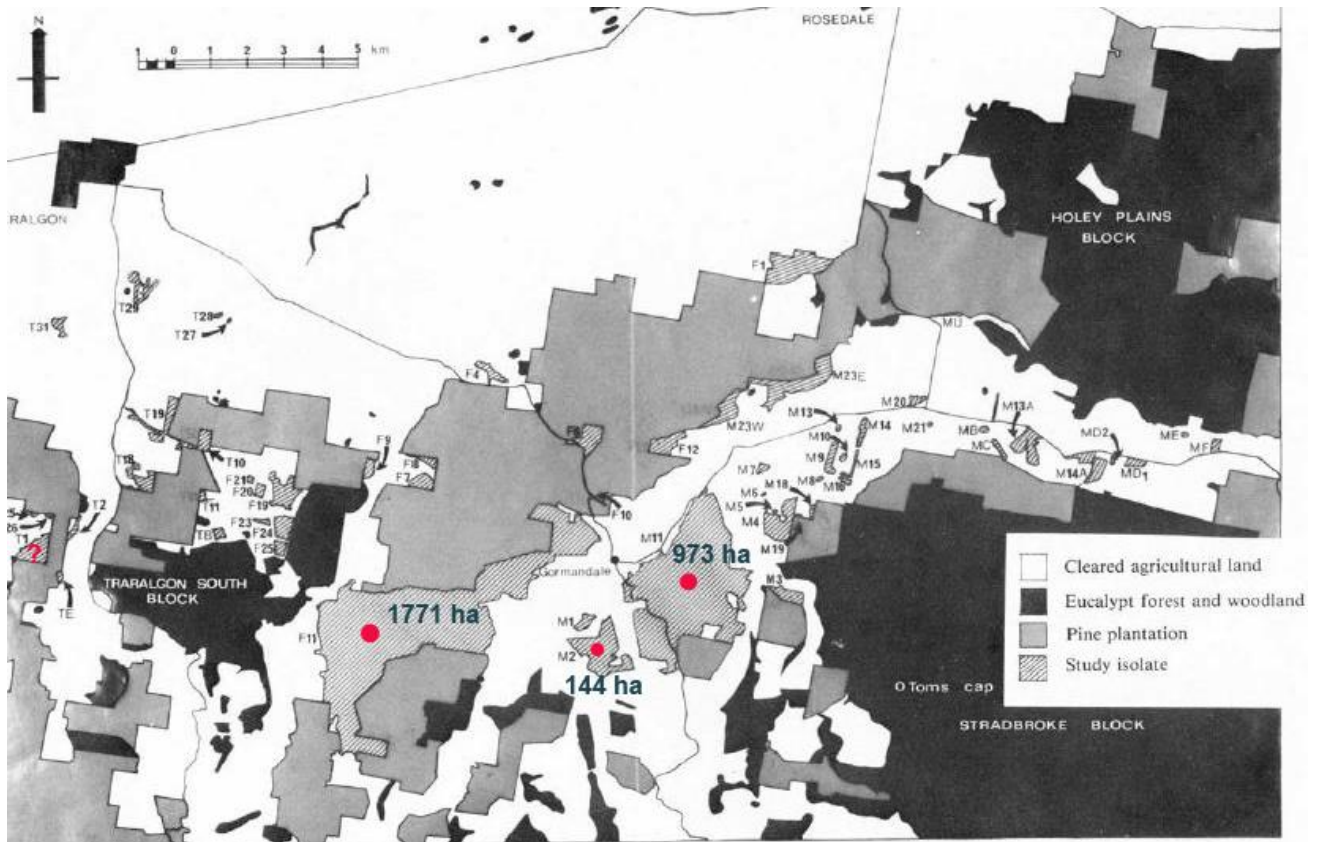 N
1 0 1 2 3 4 5 km
ROSEDALE
RALGON
HOLEY PLAINS
BLOCK
F1
T29
T28
T27
T31
MU
F4
M23E
M20
M13A
T19
M13
M23W
M14
M21
MB
MD2
ME
F9
M10
MC
MF
F12
T10
F8
M9
M15
T18
F21
F7
M7
M8
M14A
MD1
F20
M18
T2
T11
F19
M6
F10
M5
26
F23
M4
T1
TB
F24
M11
?
F25
M19
973 ha
Gormandale
TRARALGON SOUTH
BLOCK
M3
TE
1771 ha
M1
F11
M2
144 ha
Cleared agricultural land
Eucalypt forest and woodland
Pine plantation
Study isolate
O Toms cap
STRADBROKE BLOCK